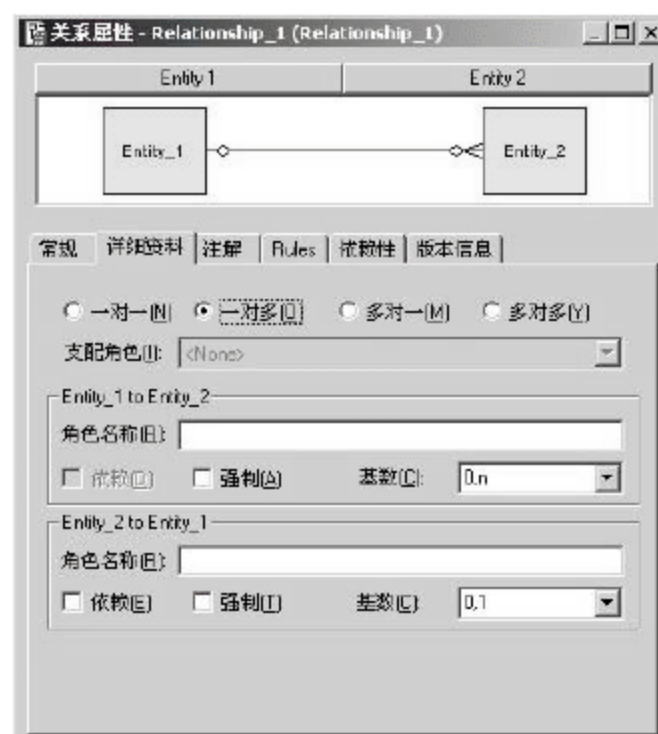 关系属性 - Relationship_1 (Relationship_1)
Entity 1 Entity 2
Entity_1 Entity_2
常规 详细资料 注解 Rules 依赖性 版本信息
一对一(N) 一对多(O) 多对一(M) 多对多(Y)
支配角色(I): <None>
Entity_1 to Entity_2
角色名称(R):
依赖(D) 强制(A) 基数(C): 0,n
Entity_2 to Entity_1
角色名称(R):
依赖(E) 强制(T) 基数(C) 0,1